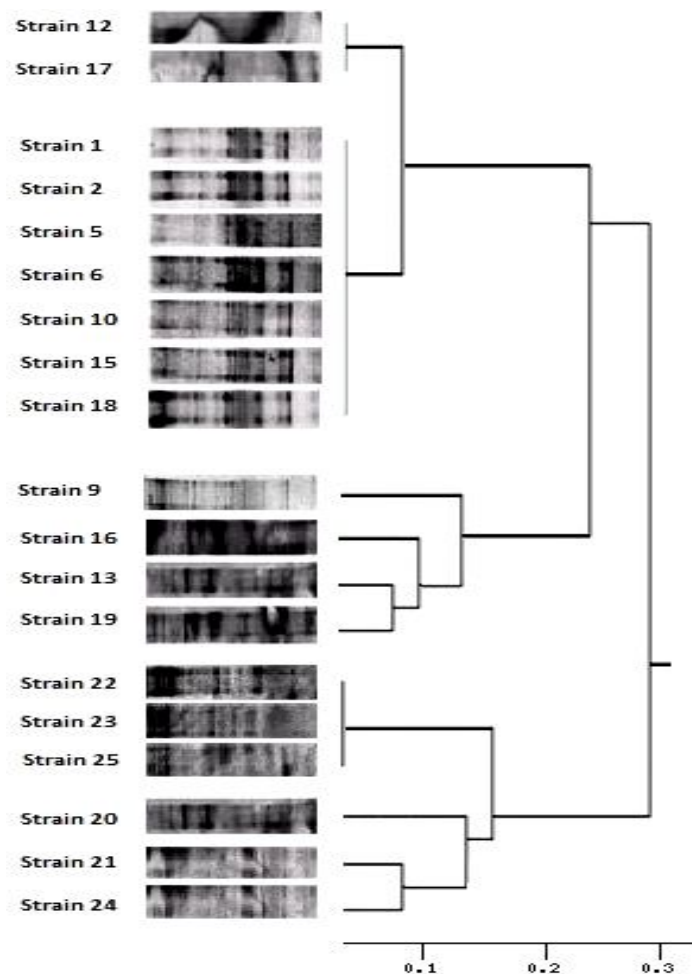 Strain 12
Strain 17
Strain 1
Strain 2
Strain 5
Strain 6
Strain 10
Strain 15
Strain 18
Strain 9
Strain 16
Strain 13
Strain 19
Strain 22
Strain 23
Strain 25
Strain 20
Strain 21
Strain 24
0.1 0.2 0.3